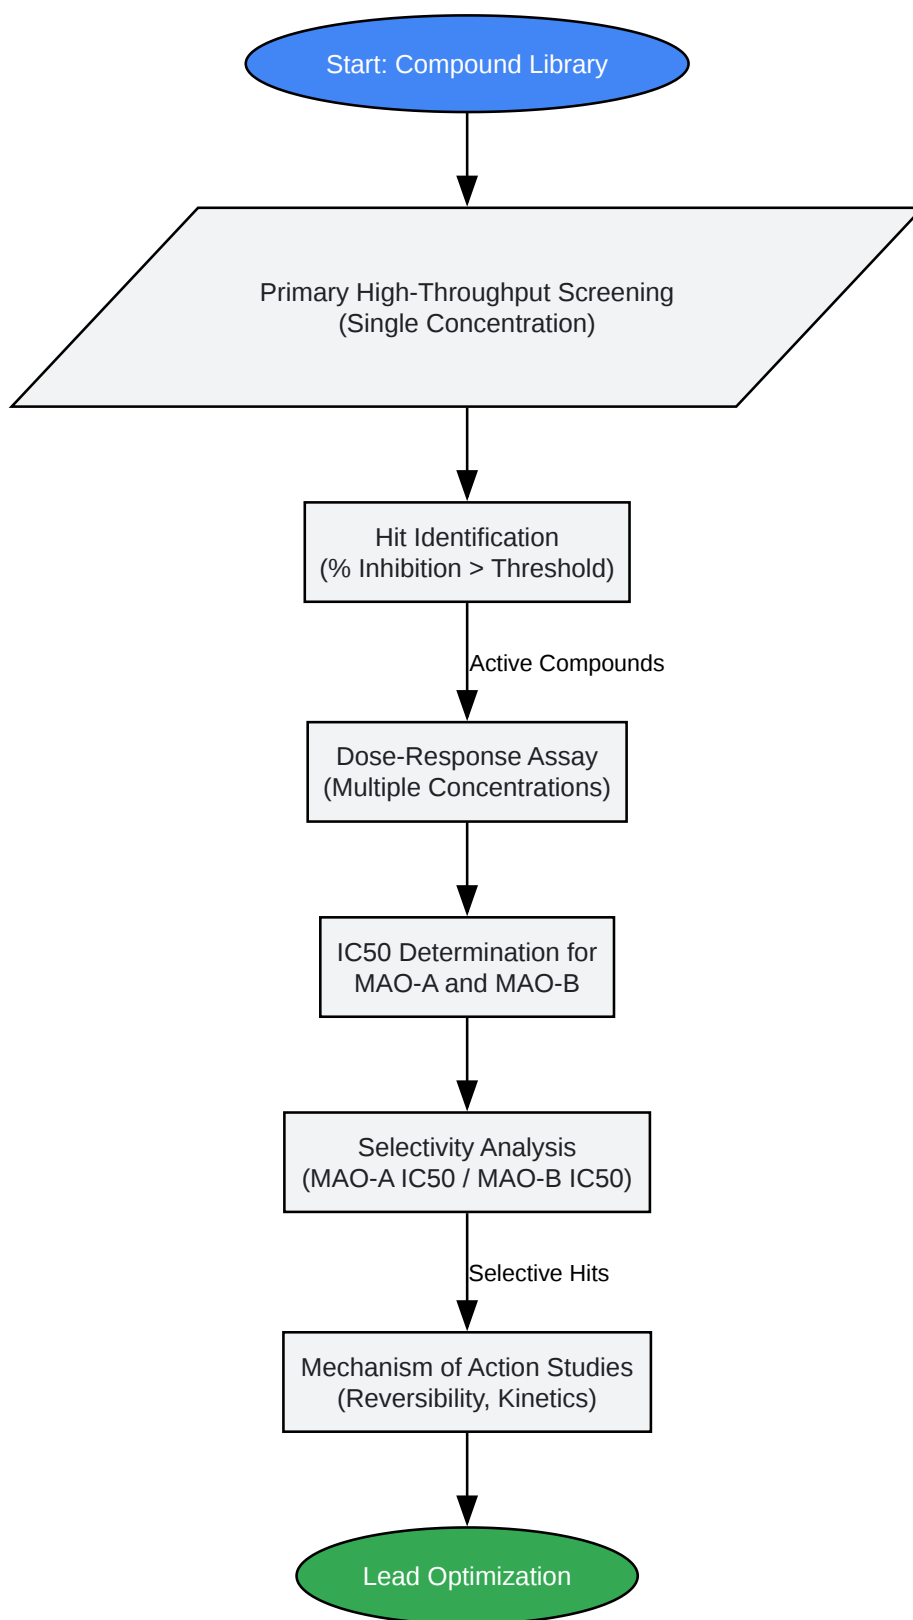 Start: Compound Library
Primary High-Throughput Screening
(Single Concentration)
Hit Identification
(% Inhibition > Threshold)
Active Compounds
Dose-Response Assay
(Multiple Concentrations)
IC50 Determination for
MAO-A and MAO-B
Selectivity Analysis
(MAO-A IC50 / MAO-B IC50)
Selective Hits
Mechanism of Action Studies
(Reversibility, Kinetics)
Lead Optimization